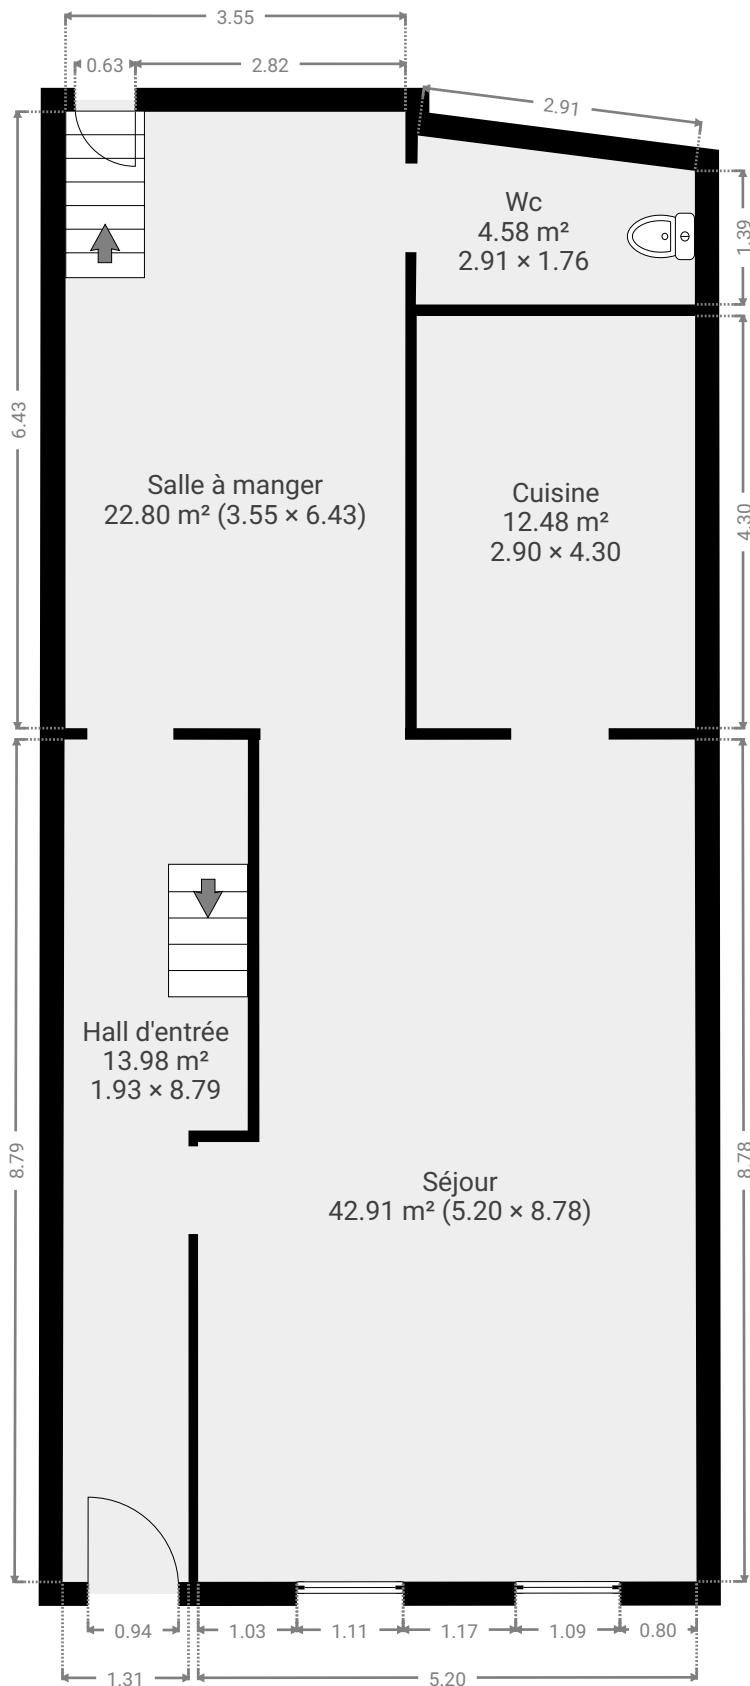 3.55
0.63
2.82
2.91
Wc
4.58 m²
2.91 × 1.76
1.39
6.43
Salle à manger
22.80 m² (3.55 × 6.43)
Cuisine
12.48 m²
2.90 × 4.30
4.30
Hall d'entrée
13.98 m²
1.93 × 8.79
8.79
8.78
Séjour
42.91 m² (5.20 × 8.78)
0.94
1.03
1.11
1.17
1.09
0.80
1.31
5.20